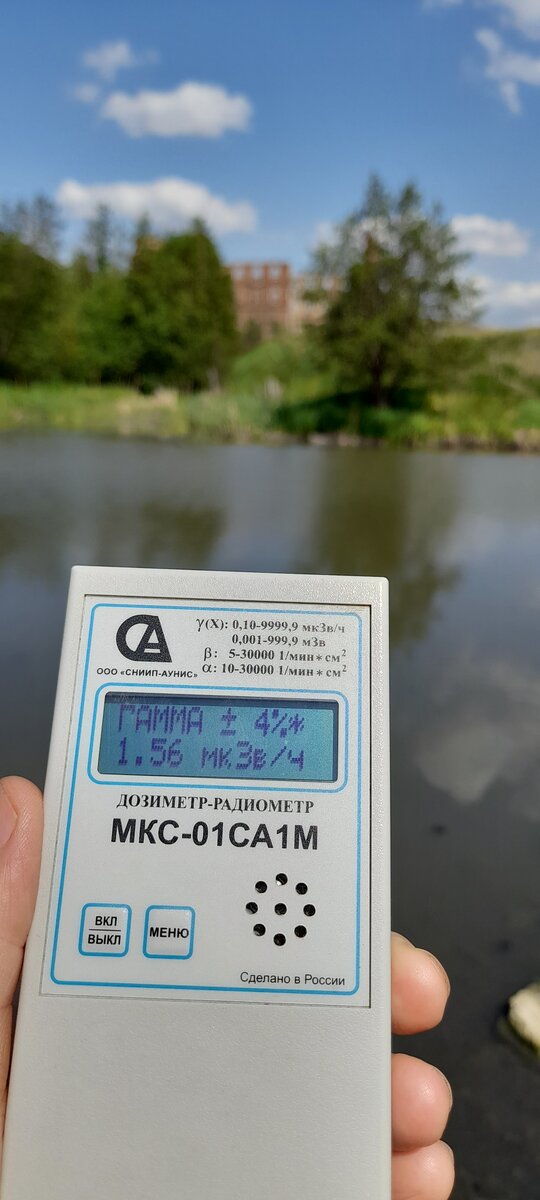 γ(X): 0,10-9999,9 мкЗв/ч
0,001-999,9 мЗв
β: 5-30000 1/мин*см²
α: 10-30000 1/мин*см²
СА
ООО «СНИИП-АУНИС»
ГАММА ± 4%*
1.56 мкЗв/ч
ДОЗИМЕТР-РАДИОМЕТР
МКС-01СА1М
ВКЛ
ВЫКЛ
МЕНЮ
Сделано в России